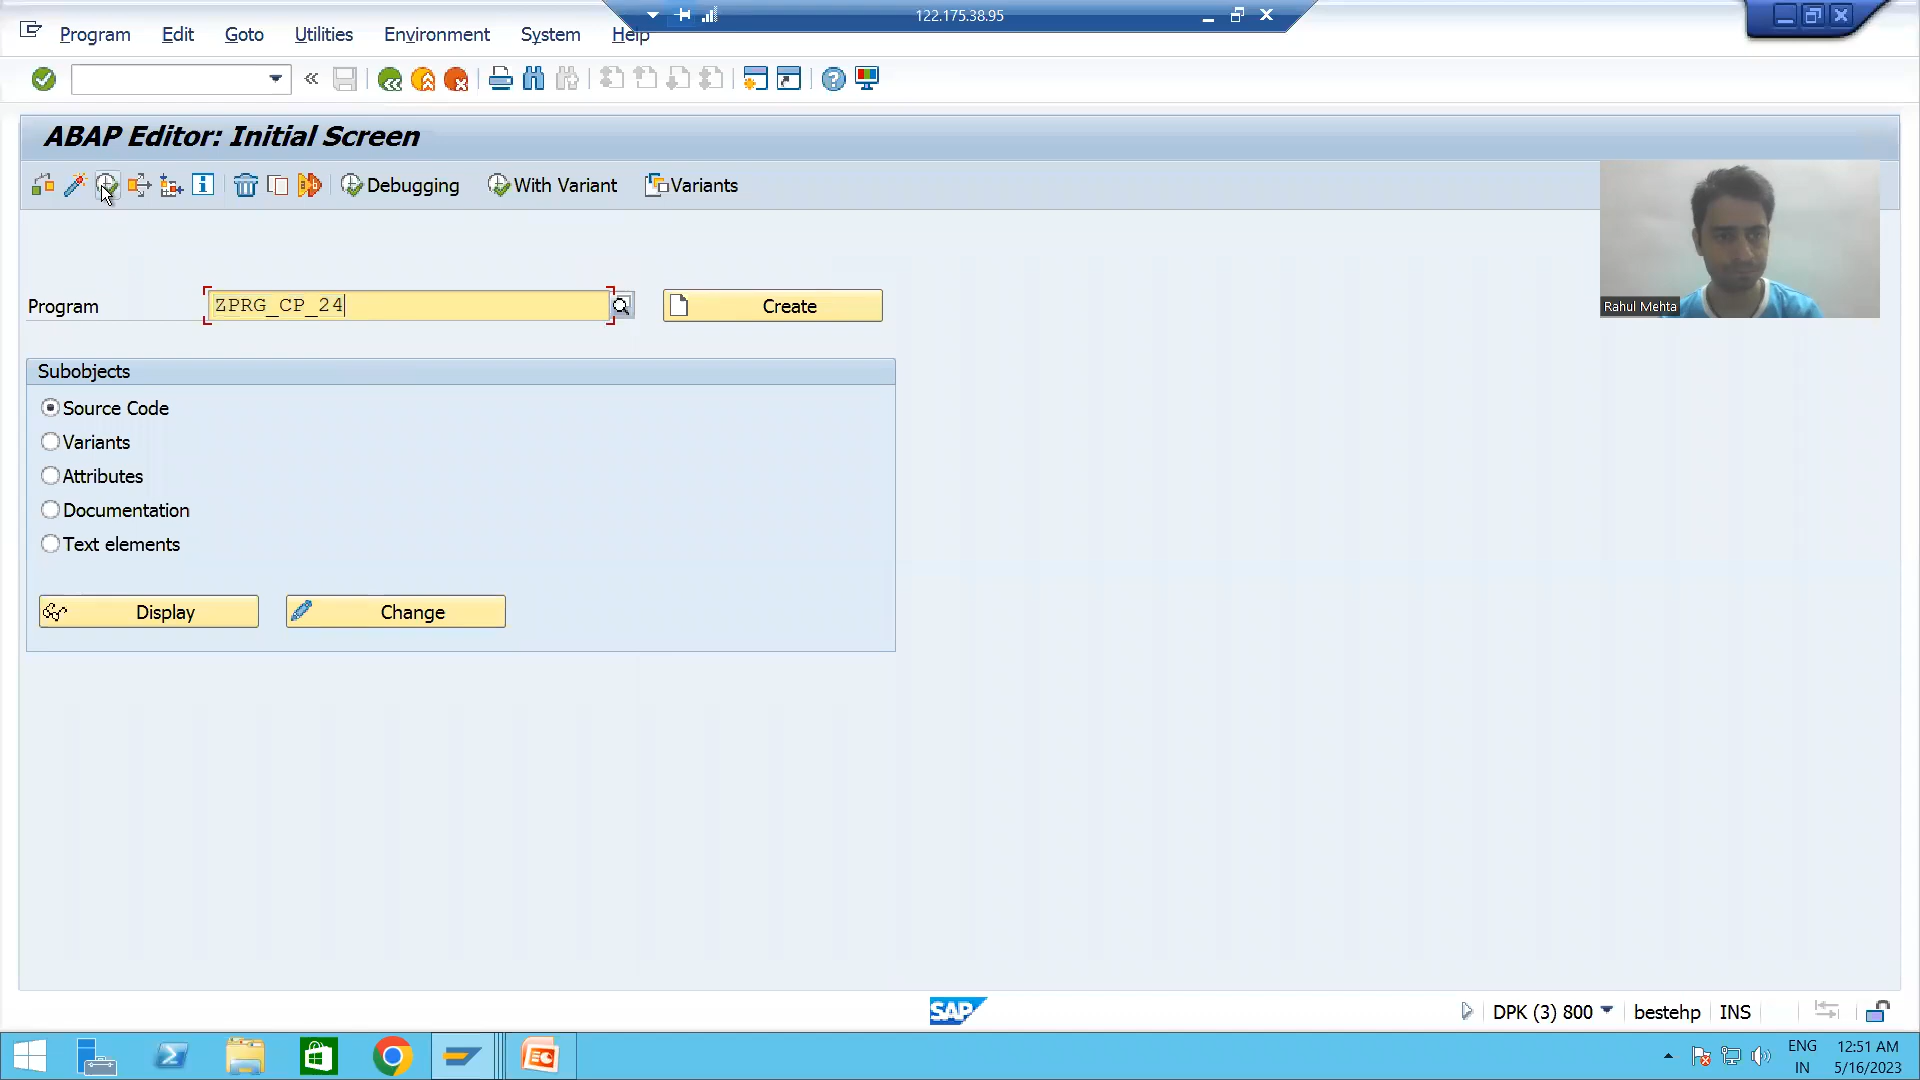 122.175.38.95
Program Edit Goto Utilities Environment System Help
ABAP Editor: Initial Screen
Debugging With Variant Variants
Program ZPRG_CP_24 Create
Rahul Mehta
Subobjects
Source Code
Variants
Attributes
Documentation
Text elements
Display Change
SAP DPK (3) 800 bestehp INS
ENG 12:51 AM
IN 5/16/2023